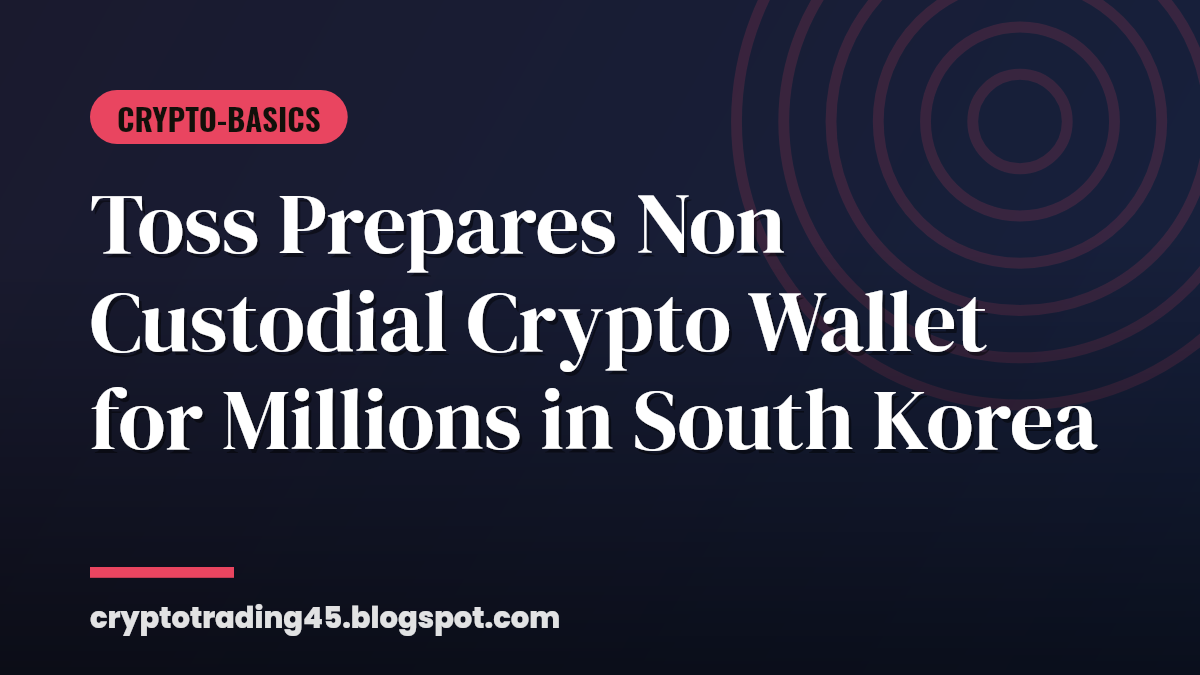 CRYPTO-BASICS
Toss Prepares Non
Custodial Crypto Wallet
for Millions in South Korea
cryptotrading45.blogspot.com